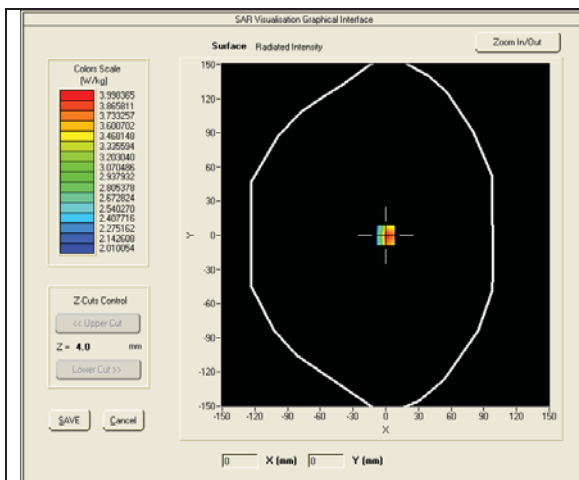 SAR Visualisation Graphical Interface
Surface Radiated Intensity
Zoom In/Out
Colors Scale
(W/kg)
3.998365
3.865811
3.733257
3.600702
3.468148
3.335594
3.203040
3.070486
2.937932
2.805378
2.672824
2.540270
2.407716
2.275162
2.142608
2.010054
Z-Cuts Control
<< Upper Cut
Z = 4.0 mm
Lower Cut >>
SAVE Cancel
150
120
90
60
30
0
-30
-60
-90
-120
-150
Y
-150 -120 -90 -60 -30 0 30 60 90 120 150
X
0 X (mm) 0 Y (mm)